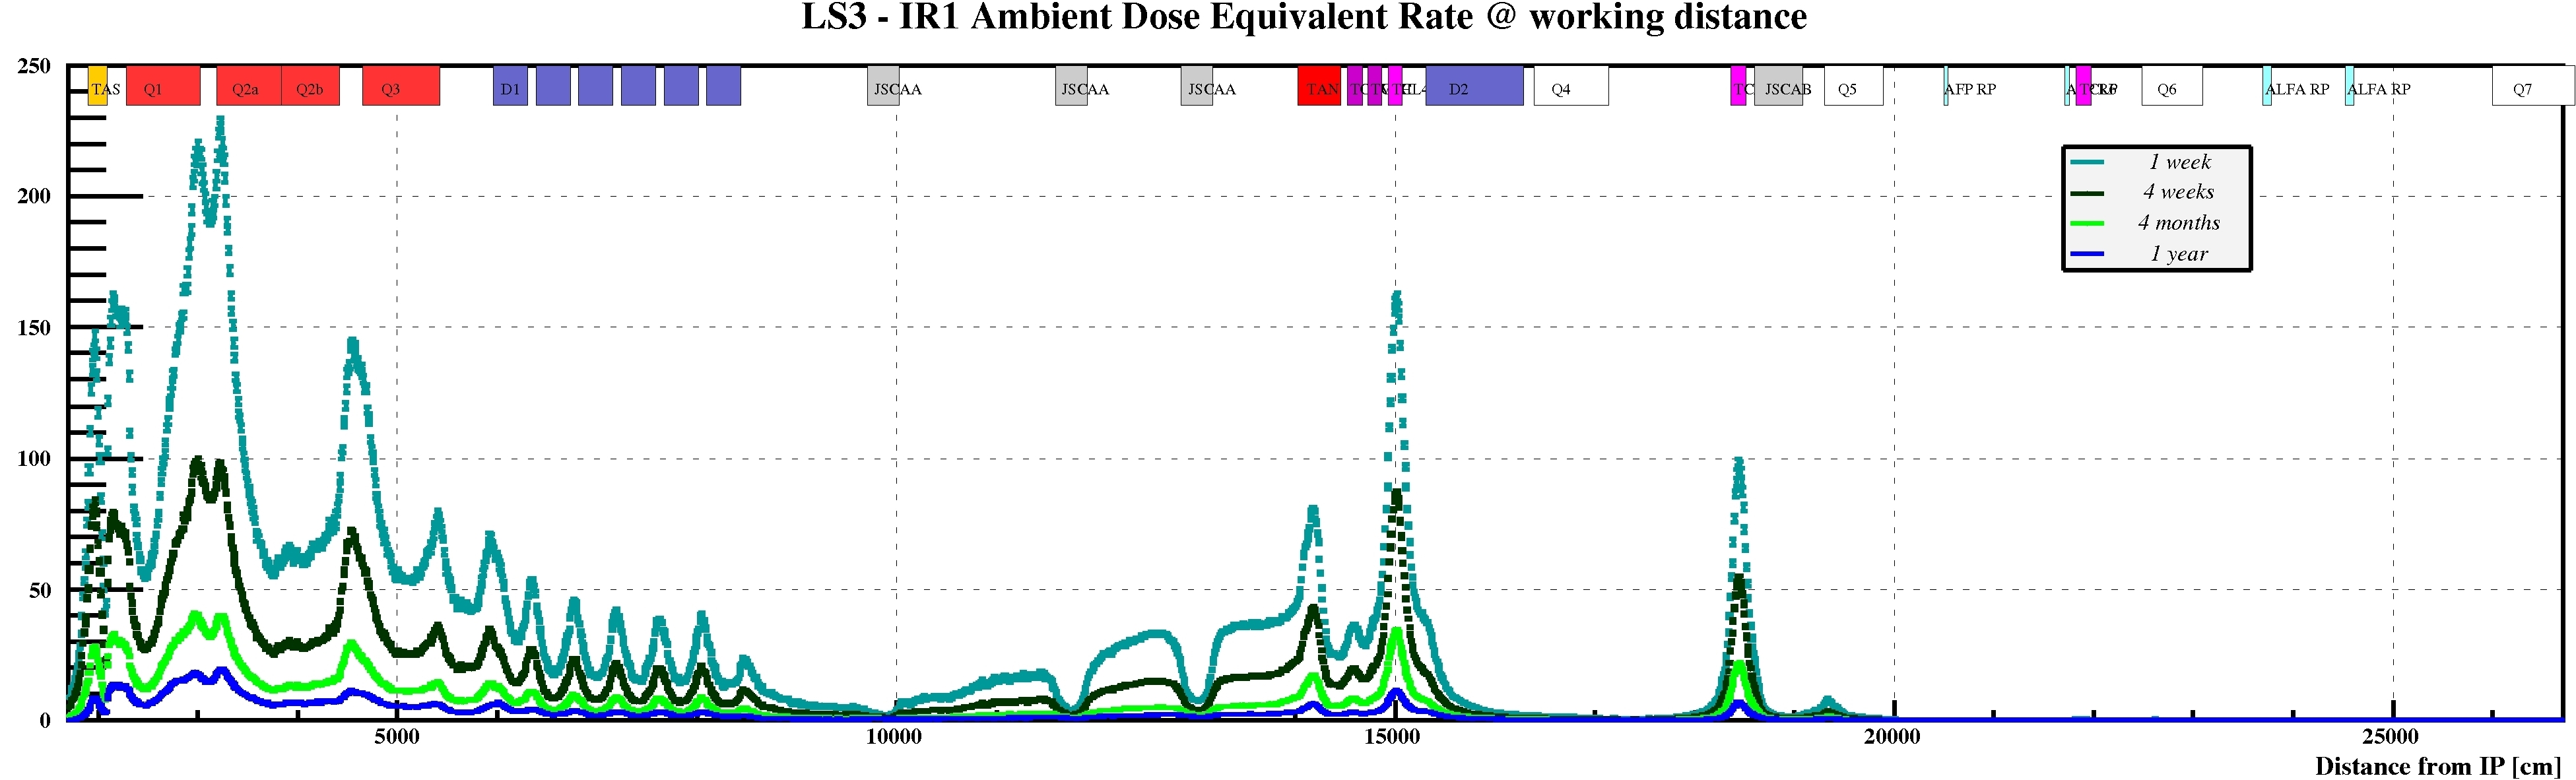 LS3 - IR1 Ambient Dose Equivalent Rate @ working distance
250
TAS Q1 Q2a Q2b Q3 D1 JSCAA JSCAA JSCAA TAN D2 Q4 JSCAB Q5 AFP RP Q6 ALFA RP ALFA RP Q7
1 week
4 weeks
4 months
1 year
200
150
100
50
0
5000 10000 15000 20000 25000
Distance from IP [cm]